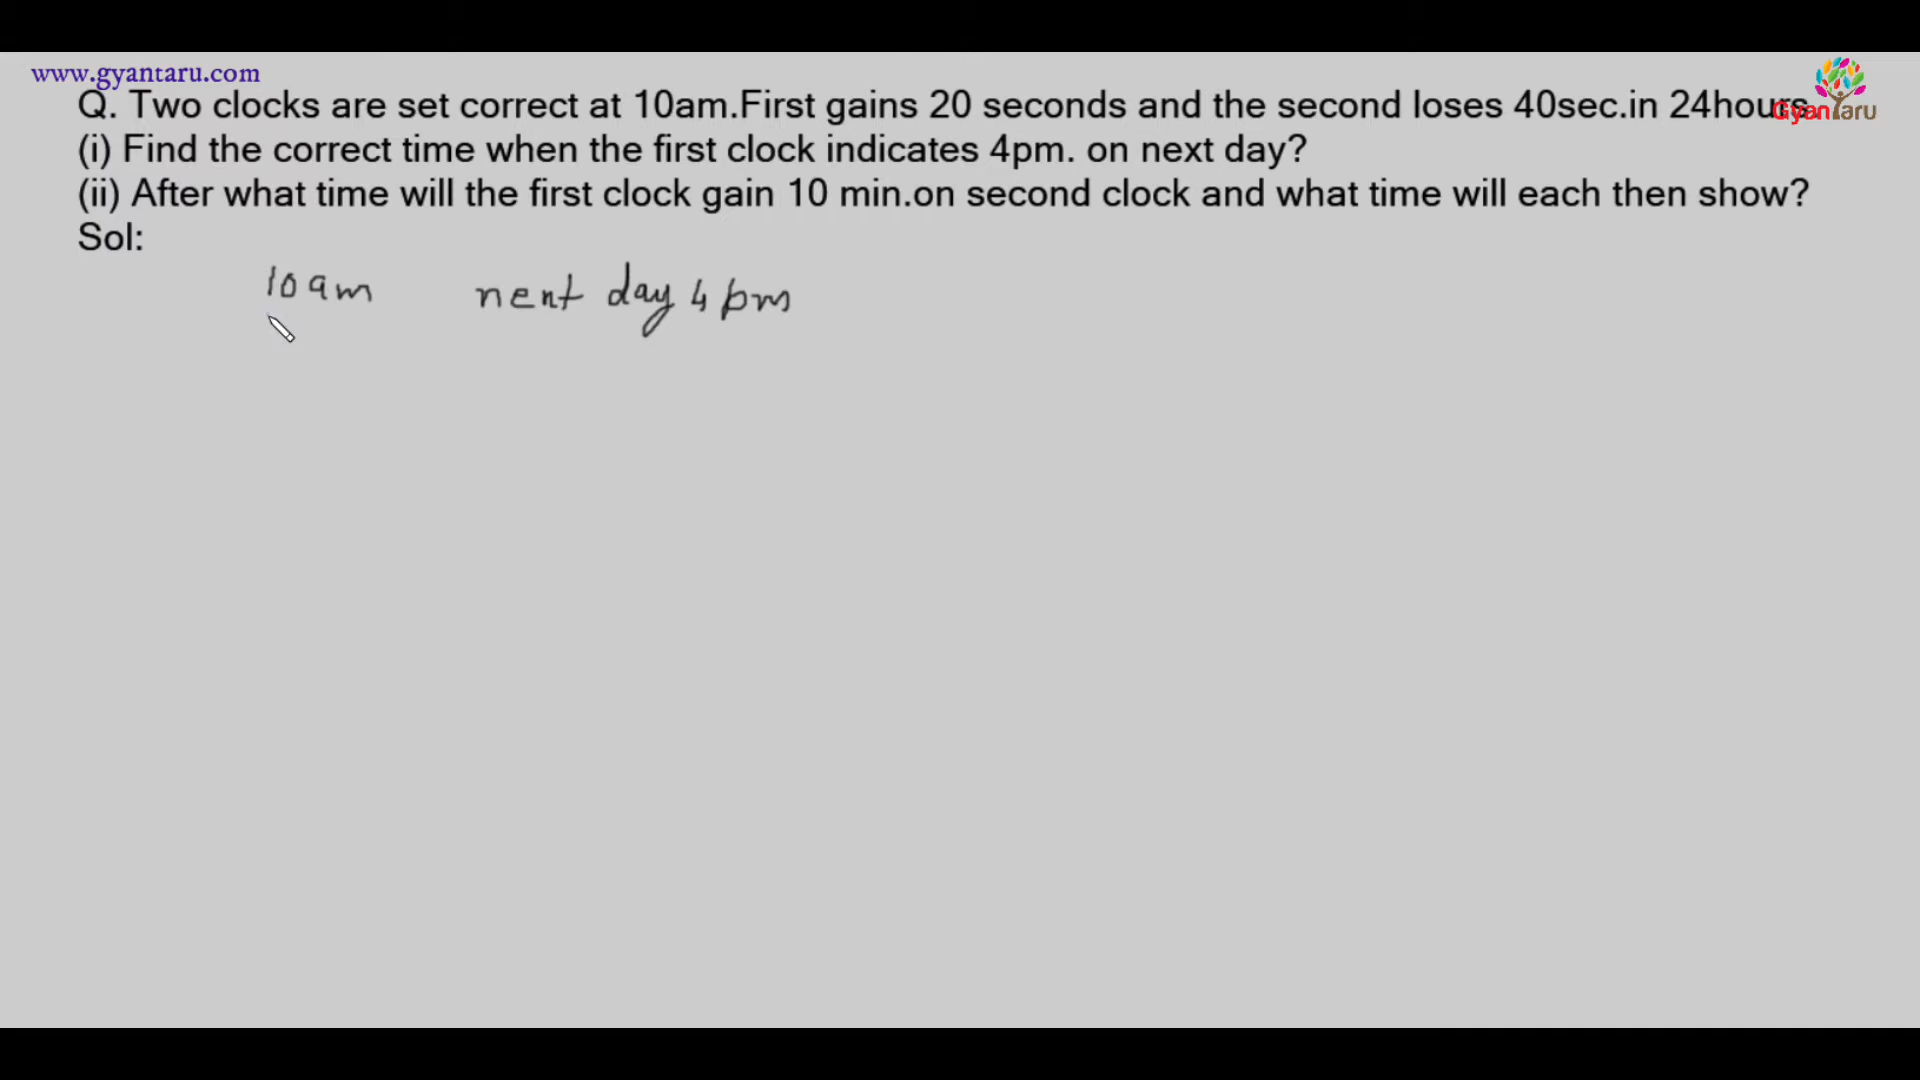 www.gyantaru.com
Q. Two clocks are set correct at 10am.First gains 20 seconds and the second loses 40sec.in 24hours.
GyanTaru
(i) Find the correct time when the first clock indicates 4pm. on next day?
(ii) After what time will the first clock gain 10 min.on second clock and what time will each then show?
Sol:
10 am next day 4 pm